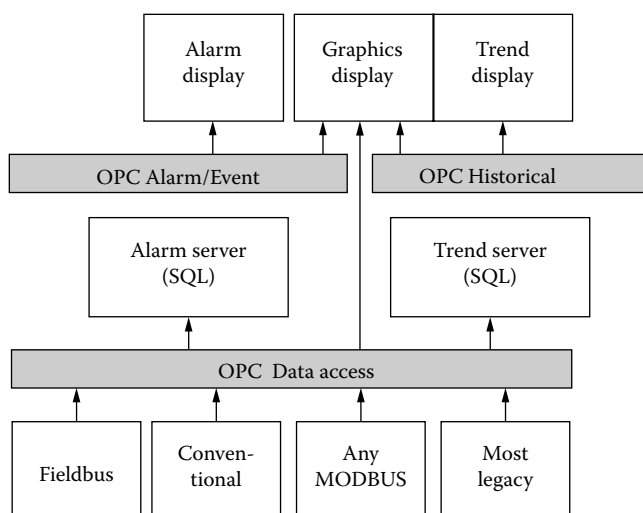 Alarm
display
Graphics
display
Trend
display
OPC Alarm/Event
OPC Historical
Alarm server
(SQL)
Trend server
(SQL)
OPC Data access
Fieldbus
Conven-
tional
Any
MODBUS
Most
legacy